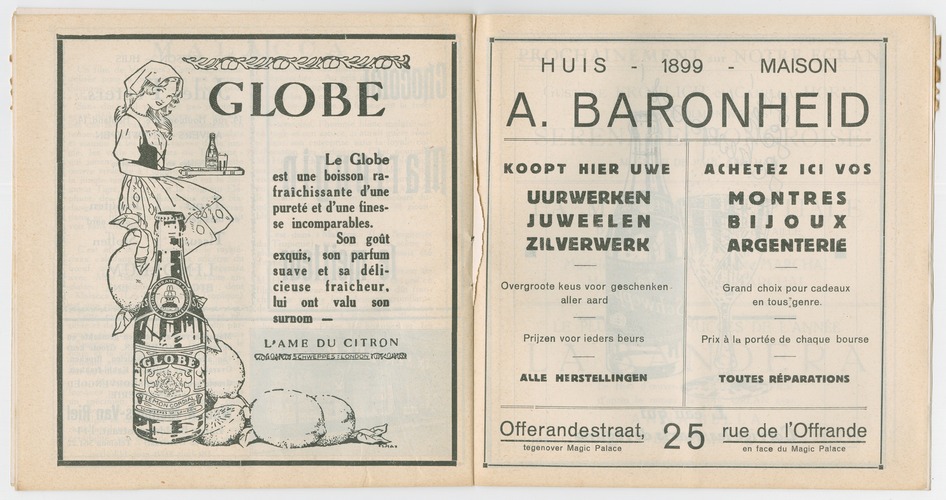 GLOBE
Le Globe
est une boisson ra-
fraîchissante d'une
pureté et d'une fines-
se incomparables.
Son goût
exquis, son parfum
suave et sa déli-
cieuse fraîcheur,
lui ont valu son
surnom —
L'AME DU CITRON
SCHWEPPES-LONDON
GLOBE
LEMON CORDIAL
HUIS - 1899 - MAISON
A. BARONHEID
KOOPT HIER UWE
UURWERKEN
JUWEELEN
ZILVERWERK
Overgroote keus voor geschenken
aller aard
Prijzen voor ieders beurs
ALLE HERSTELLINGEN
ACHETEZ ICI VOS
MONTRES
BIJOUX
ARGENTERIE
Grand choix pour cadeaux
en tous genre.
Prix à la portée de chaque bourse
TOUTES RÉPARATIONS
Offerandestraat, 25 rue de l'Offrande
tegenover Magic Palace en face du Magic Palace